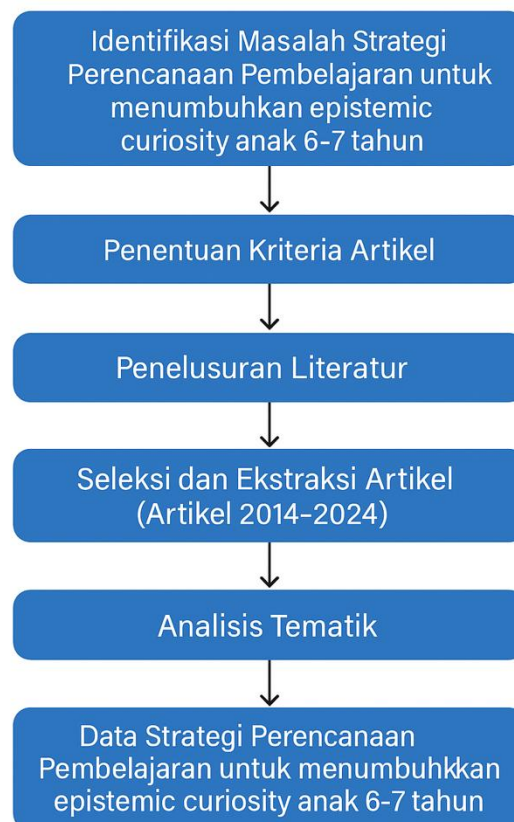 Identifikasi Masalah Strategi
Perencanaan Pembelajaran untuk
menumbuhkan epistemic
curiosity anak 6-7 tahun
Penentuan Kriteria Artikel
Penelusuran Literatur
Seleksi dan Ekstraksi Artikel
(Artikel 2014–2024)
Analisis Tematik
Data Strategi Perencanaan
Pembelajaran untuk menumbuhkkan
epistemic curiosity anak 6-7 tahun